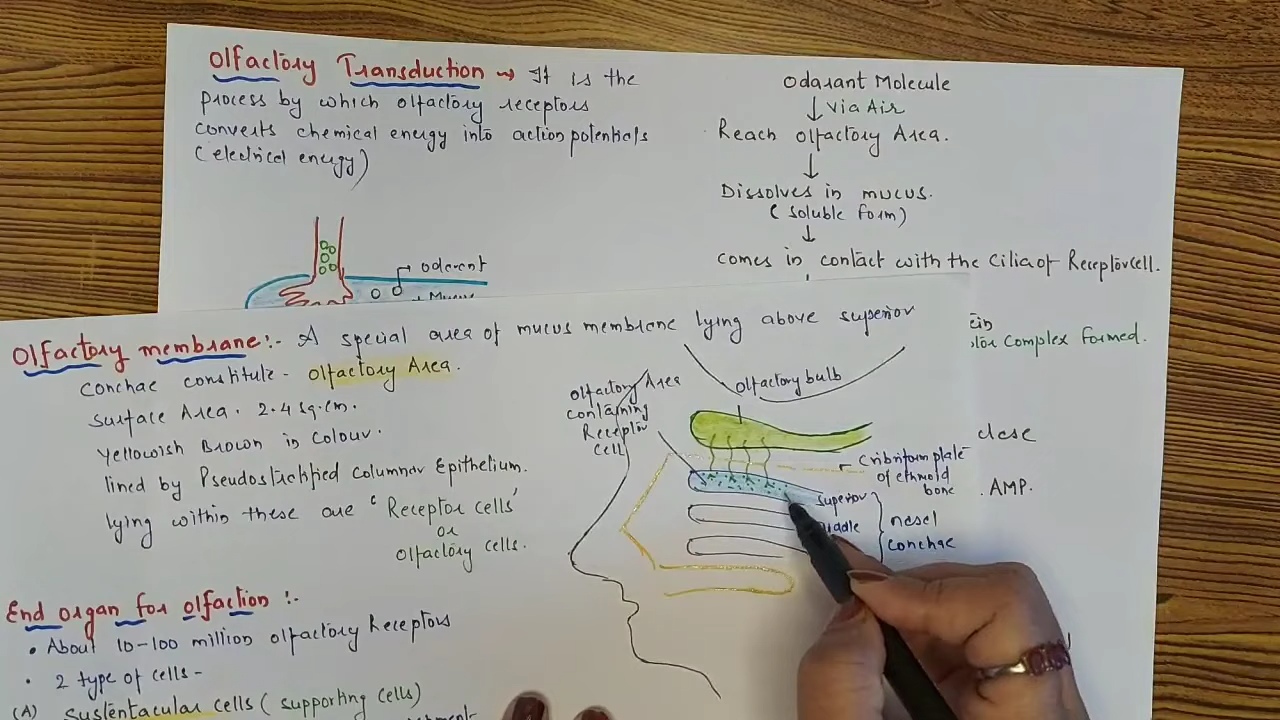 Olfactory Transduction → It is the
process by which olfactory receptors
converts chemical energy into action potentials
(electrical energy)
odorent
Odarant Molecule
↓ via Air
Reach olfactory Area.
↓
Dissolves in mucus.
(soluble form)
↓
comes in contact with the Cilia of Receptor cell.
Complex formed.
AMP.
Olfactory membrane:- A special area of mucus membrane lying above superior
conchae constitute - olfactory Area.
Surface Area. 2.4 sq.cm.
Yellowish Brown in Colour.
lined by Pseudostratified Columnar Epithelium.
lying within these are 'Receptor cells'
or
olfactory cells.
End organ for olfaction :-
• About 10-100 million olfactory Receptors
• 2 type of cells -
(A) Sustentacular cells (supporting cells)
olfactory Area
containing
Receptor
cell
olfactory bulb
Cribriform plate
of ethmoid
bone
superior
nasel
conchae